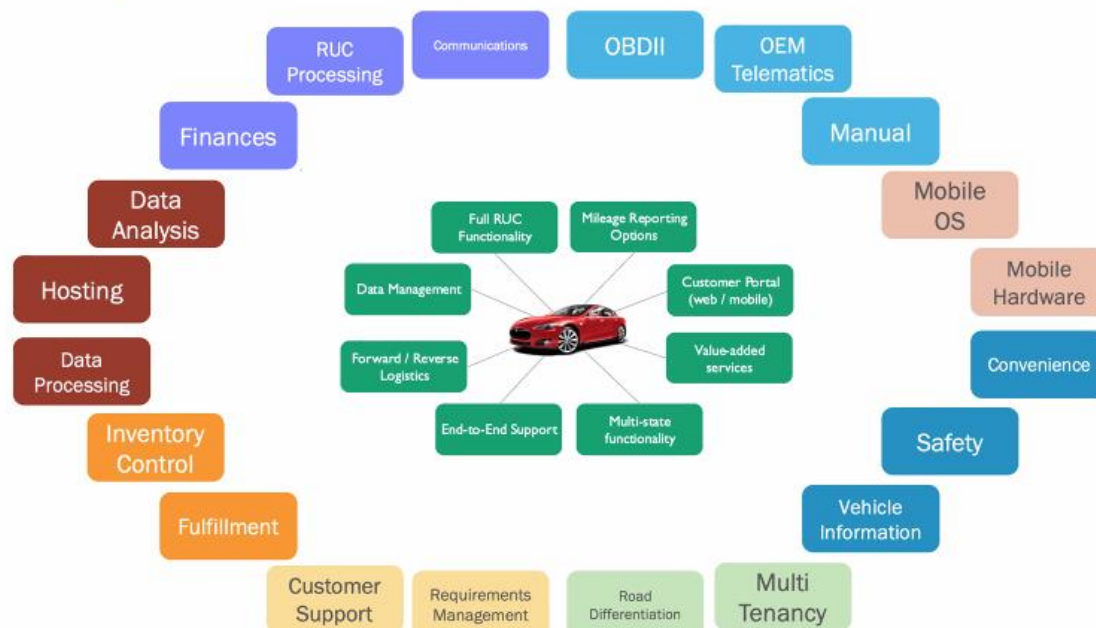 RUC
Processing
Communications
OBDII
OEM
Telematics
Finances
Manual
Data
Analysis
Mobile
OS
Full RUC
Functionality
Mileage Reporting
Options
Hosting
Data Management
Customer Portal
(web / mobile)
Mobile
Hardware
Data
Processing
Forward / Reverse
Logistics
Value-added
services
Convenience
Inventory
Control
End-to-End Support
Multi-state
functionality
Safety
Fulfillment
Vehicle
Information
Customer
Support
Requirements
Management
Road
Differentiation
Multi
Tenancy